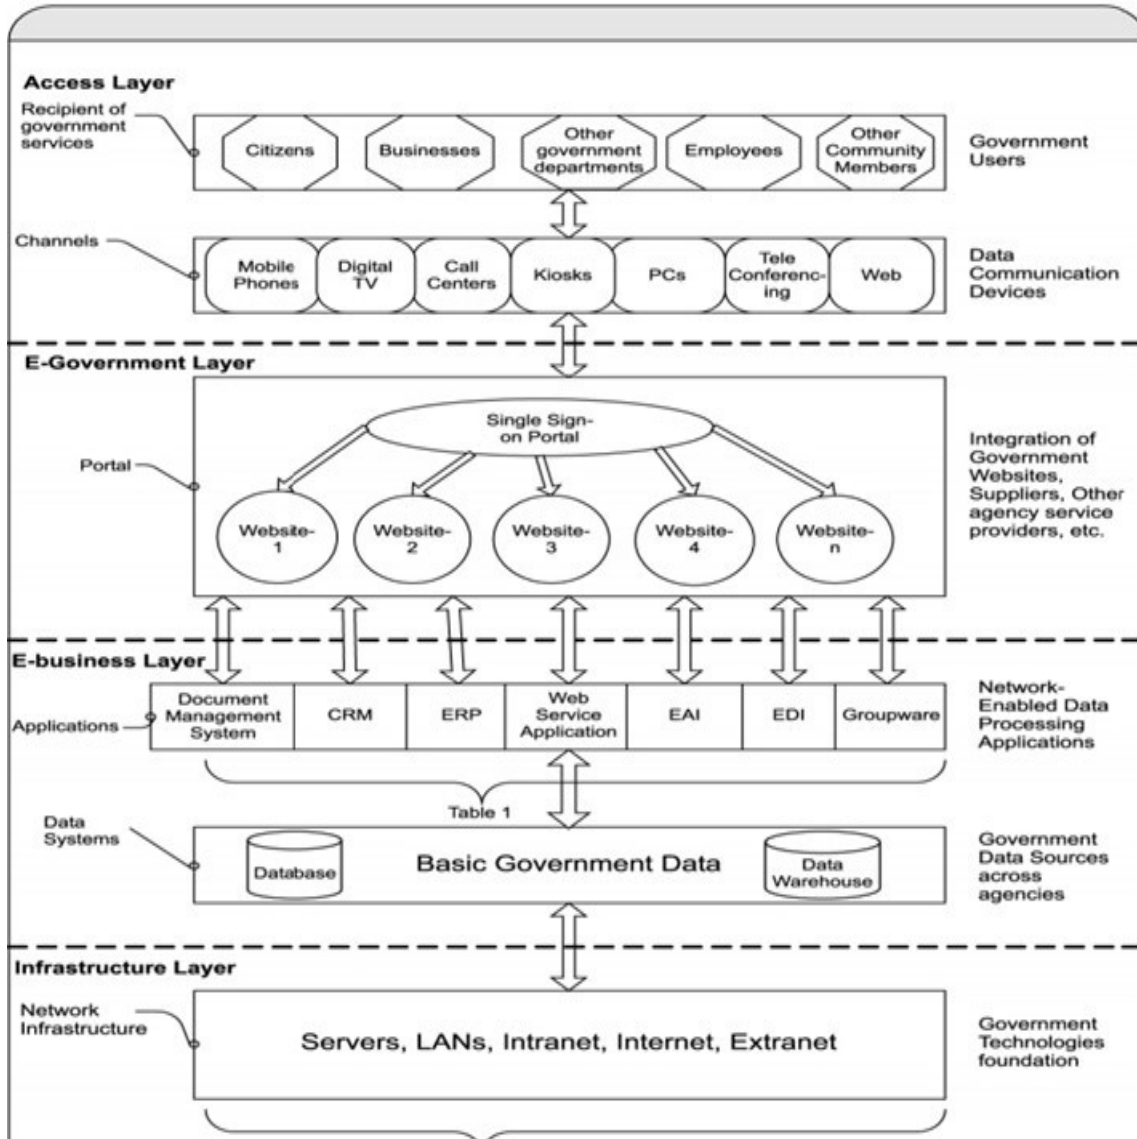 Access Layer
Recipient of
government
services
Citizens
Businesses
Other
government
departments
Employees
Other
Community
Members
Government
Users
Channels
Mobile
Phones
Digital
TV
Call
Centers
Kiosks
PCs
Tele
Conferenc-
ing
Web
Data
Communication
Devices
E-Government Layer
Portal
Single Sign-
on Portal
Website-
1
Website-
2
Website-
3
Website-
4
Website-
n
Integration of
Government
Websites,
Suppliers, Other
agency service
providers, etc.
E-business Layer
Applications
Document
Management
System
CRM
ERP
Web
Service
Application
EAI
EDI
Groupware
Network-
Enabled Data
Processing
Applications
Table 1
Data
Systems
Database
Basic Government Data
Data
Warehouse
Government
Data Sources
across
agencies
Infrastructure Layer
Network
Infrastructure
Servers, LANs, Intranet, Internet, Extranet
Government
Technologies
foundation